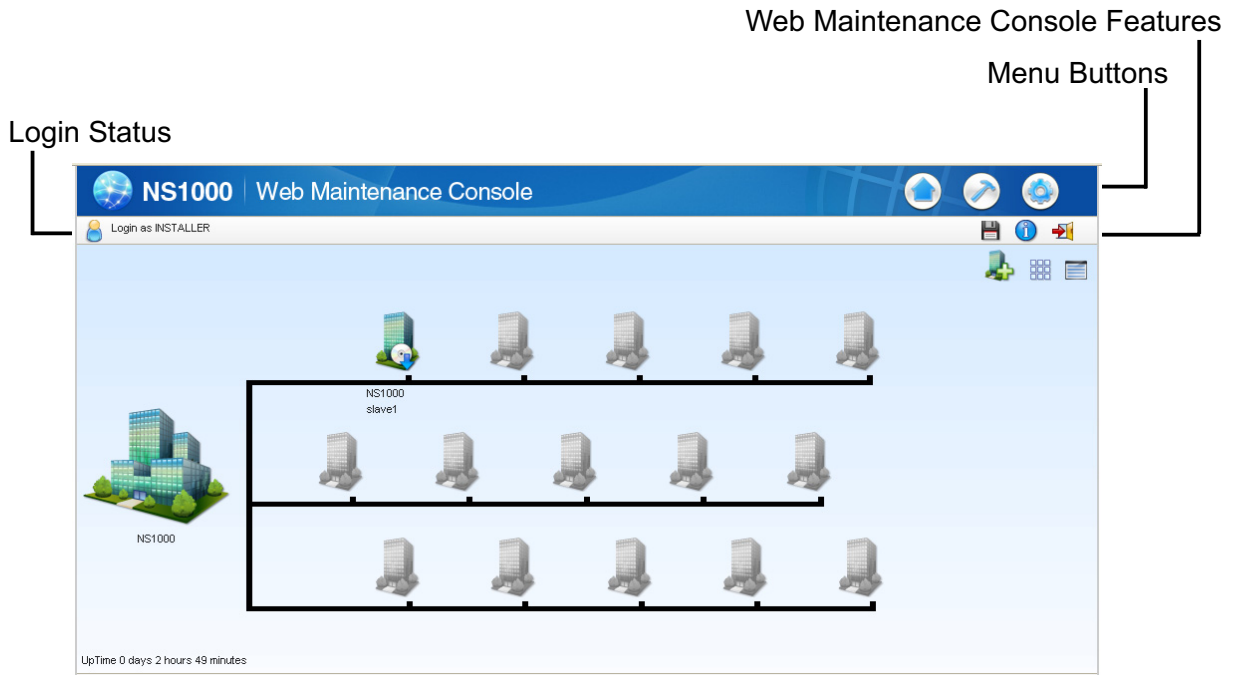 Web Maintenance Console Features
Menu Buttons
Login Status
NS1000 Web Maintenance Console
Login as INSTALLER
NS1000
slave1
NS1000
UpTime 0 days 2 hours 49 minutes